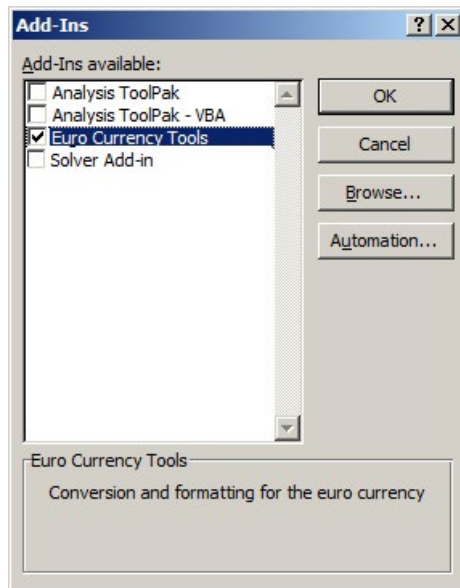 Add-Ins
Add-Ins available:
Analysis ToolPak
Analysis ToolPak - VBA
Euro Currency Tools
Solver Add-in
OK
Cancel
Browse...
Automation...
Euro Currency Tools
Conversion and formatting for the euro currency